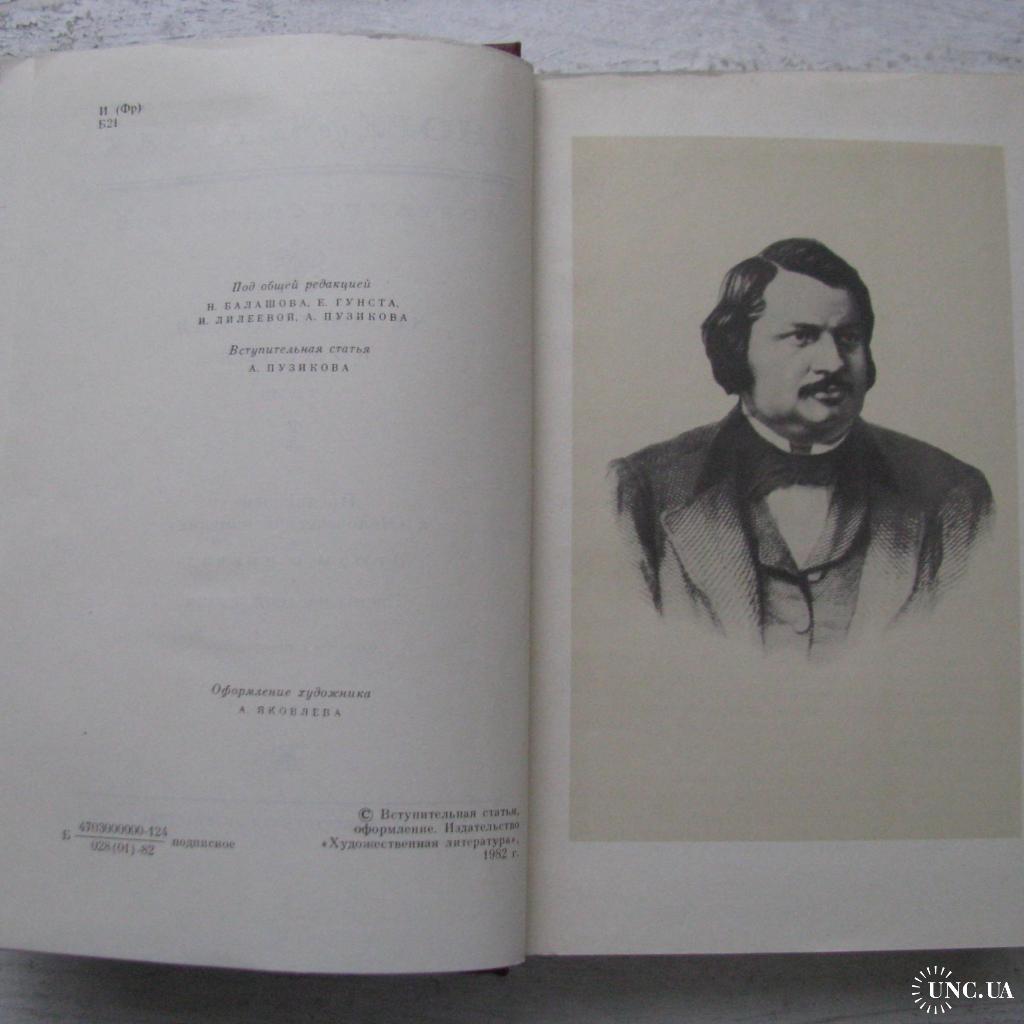 И (Фр)
Б21
Под общей редакцией
Н. БАЛАШОВА, Е. ГУНСТА,
И. ЛИЛЕЕВОЙ, А. ПУЗИКОВА
Вступительная статья
А. ПУЗИКОВА
Оформление художника
А. ЯКОВЛЕВА
Б 4703000000-124
028(01)-82 подписное
© Вступительная статья,
оформление. Издательство
«Художественная литература»,
1982 г.
UNC.UA